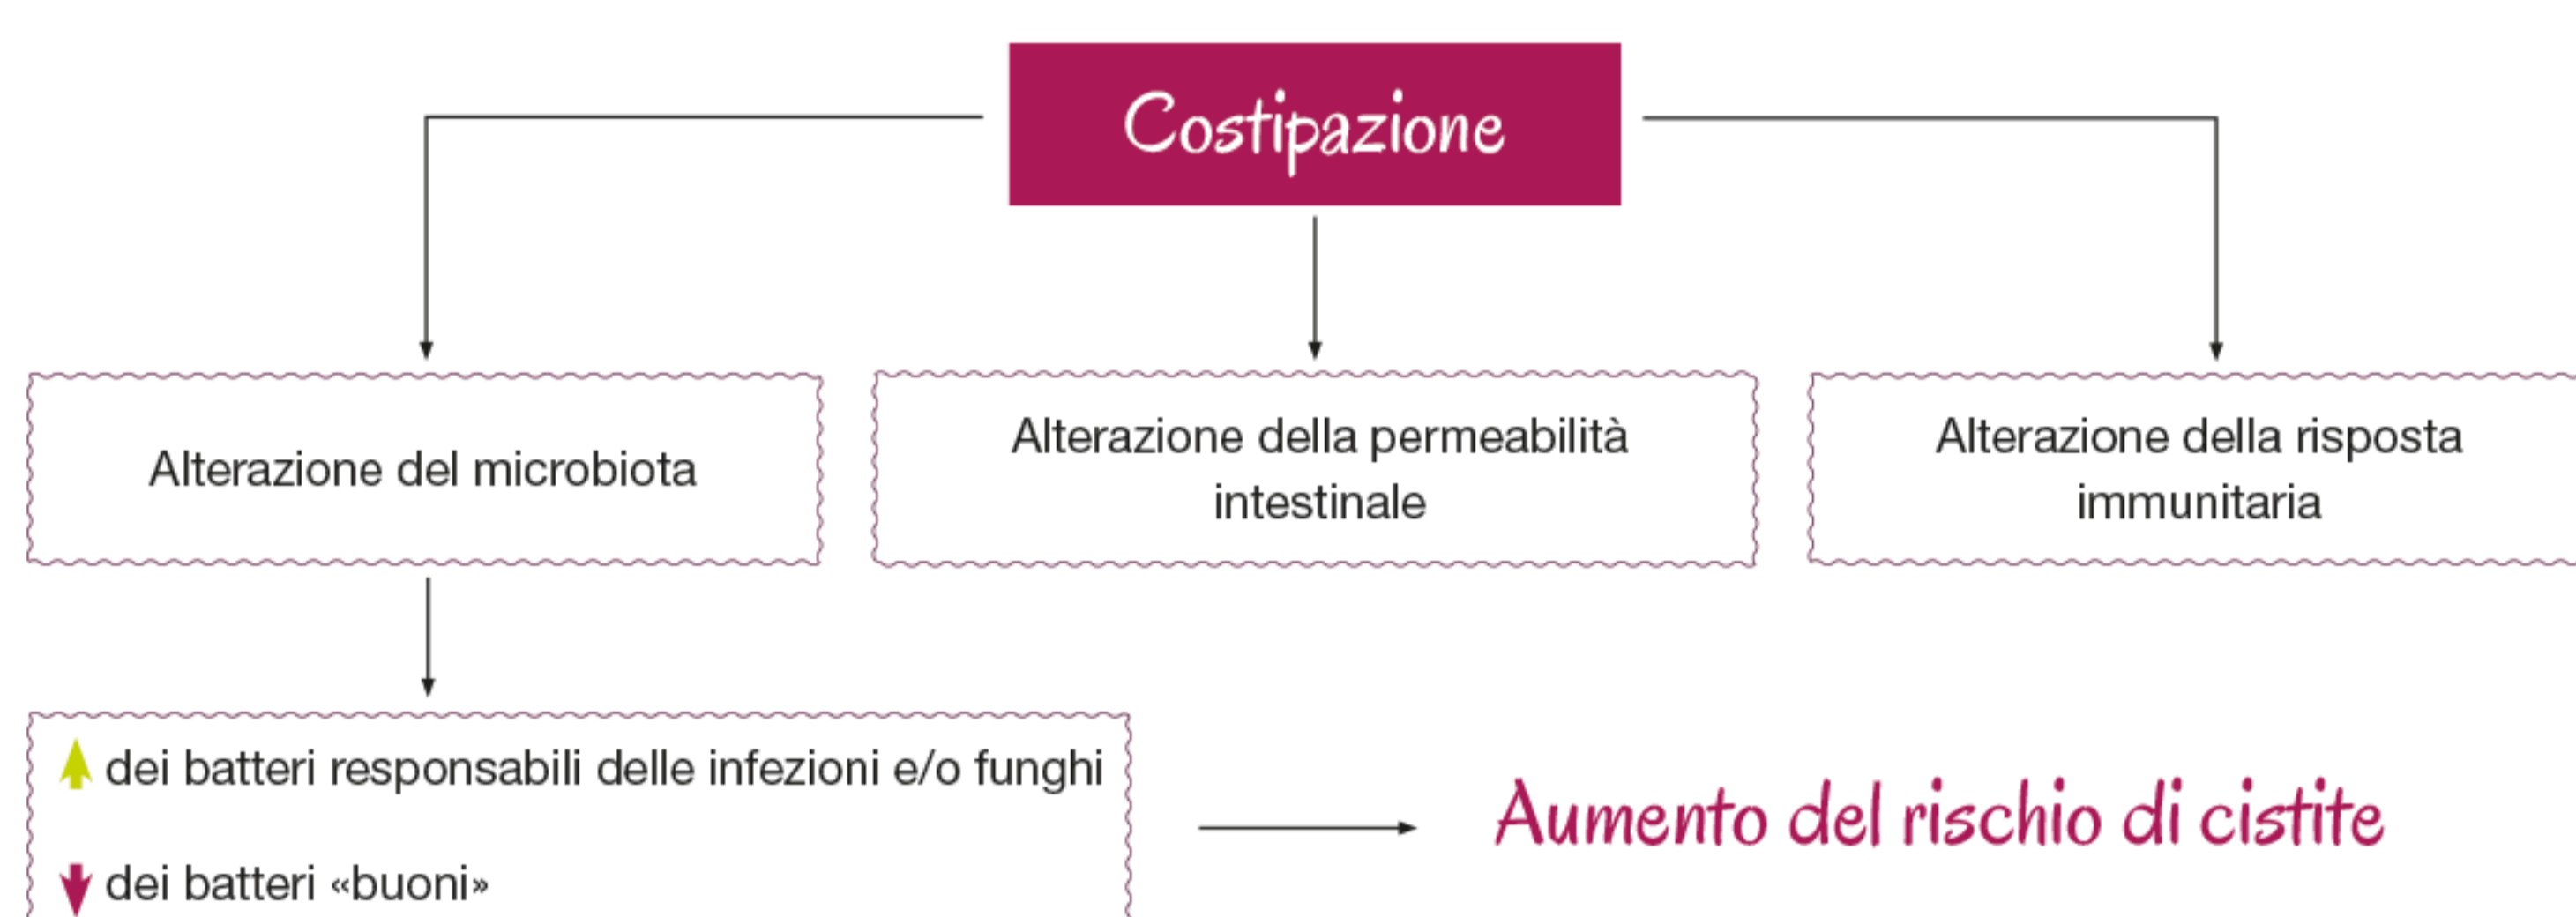 Costipazione
Alterazione del microbiota
Alterazione della permeabilità
intestinale
Alterazione della risposta
immunitaria
dei batteri responsabili delle infezioni e/o funghi
dei batteri «buoni»
Aumento del rischio di cistite